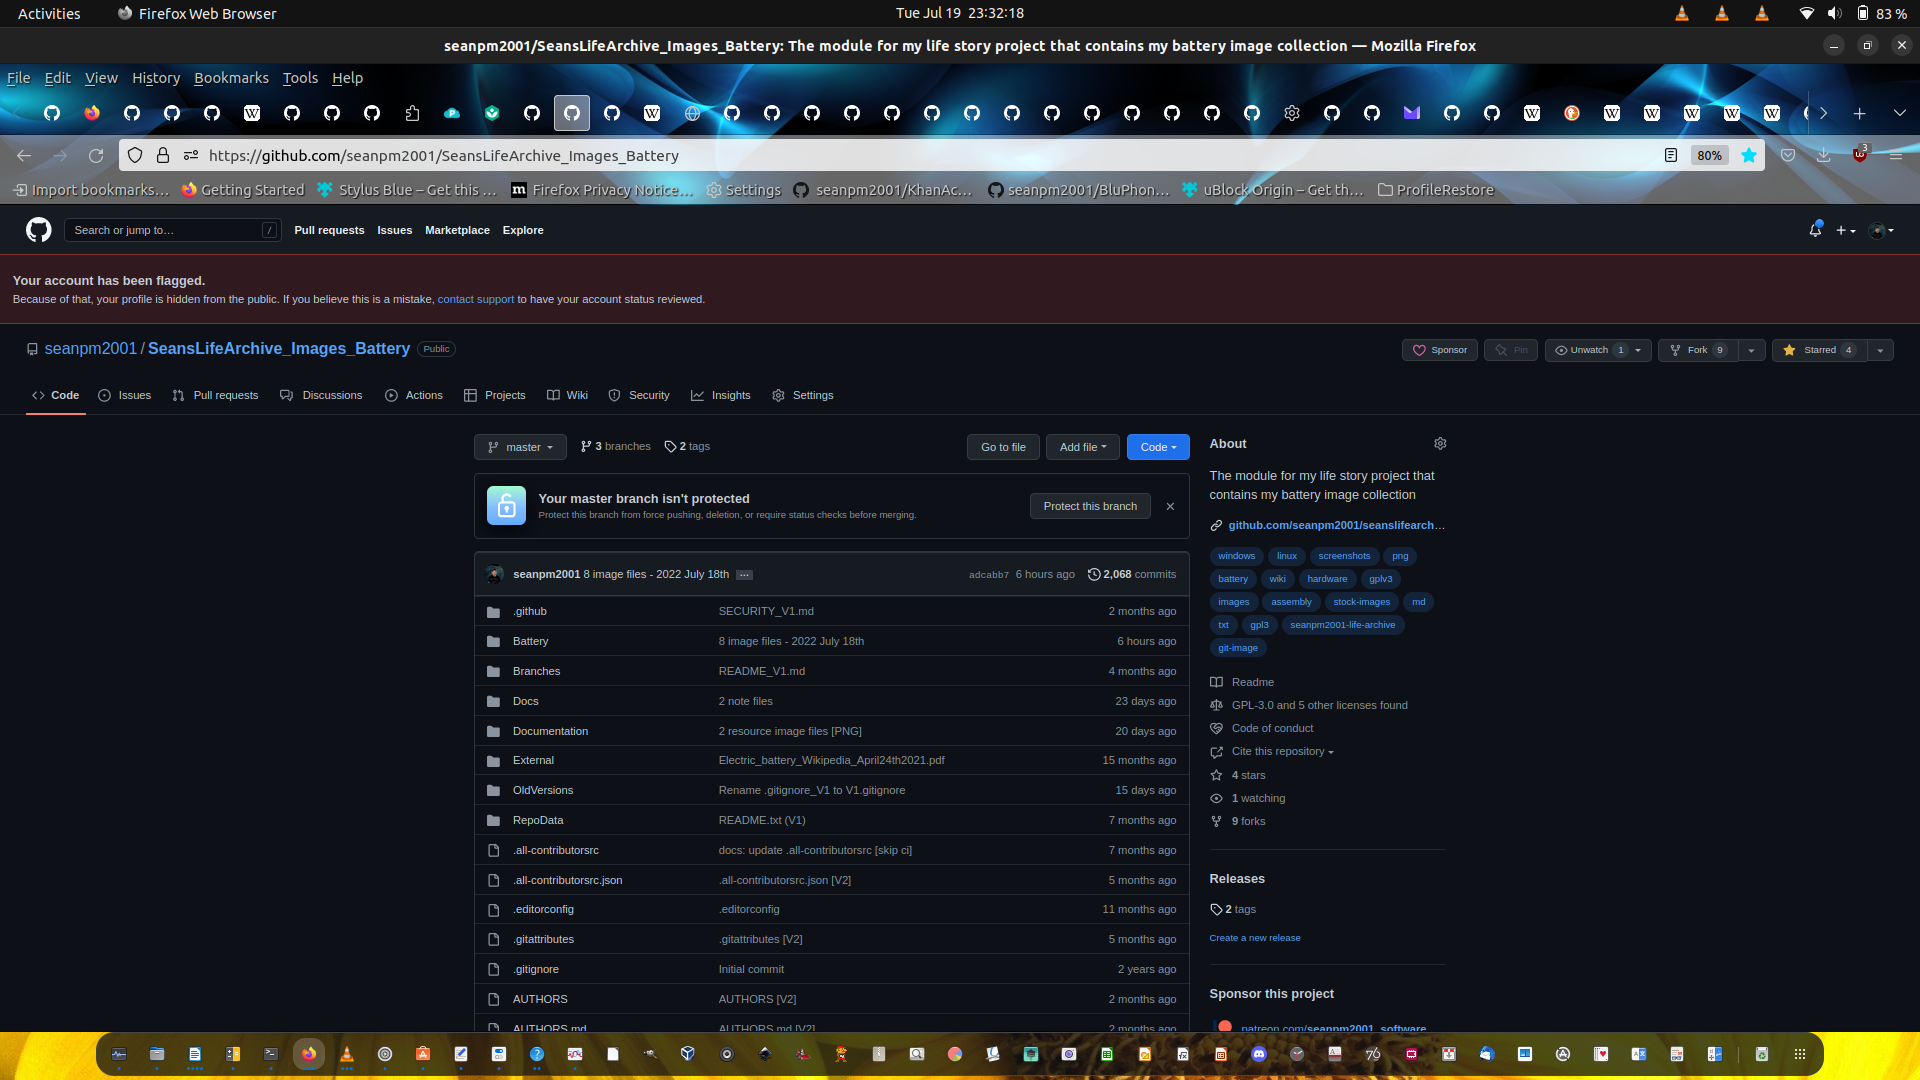 Activities
Firefox Web Browser
Tue Jul 19 23:32:18
83 %
seanpm2001/SeansLifeArchive_Images_Battery: The module for my life story project that contains my battery image collection — Mozilla Firefox
File Edit View History Bookmarks Tools Help
https://github.com/seanpm2001/SeansLifeArchive_Images_Battery
80%
3
Import bookmarks…
Getting Started
Stylus Blue – Get this …
Firefox Privacy Notice…
Settings
seanpm2001/KhanAc…
seanpm2001/BluPhon…
uBlock Origin – Get th…
ProfileRestore
Search or jump to…
/
Pull requests
Issues
Marketplace
Explore
Your account has been flagged.
Because of that, your profile is hidden from the public. If you believe this is a mistake, contact support to have your account status reviewed.
seanpm2001 / SeansLifeArchive_Images_Battery
Public
Sponsor
Pin
Unwatch 1
Fork 9
Starred 4
Code
Issues
Pull requests
Discussions
Actions
Projects
Wiki
Security
Insights
Settings
master
3 branches
2 tags
Go to file
Add file
Code
Your master branch isn't protected
Protect this branch from force pushing, deletion, or require status checks before merging.
Protect this branch
seanpm2001 8 image files - 2022 July 18th …
adcabb7 6 hours ago
2,068 commits
.github SECURITY_V1.md 2 months ago
Battery 8 image files - 2022 July 18th 6 hours ago
Branches README_V1.md 4 months ago
Docs 2 note files 23 days ago
Documentation 2 resource image files [PNG] 20 days ago
External Electric_battery_Wikipedia_April24th2021.pdf 15 months ago
OldVersions Rename .gitignore_V1 to V1.gitignore 15 days ago
RepoData README.txt (V1) 7 months ago
.all-contributorsrc docs: update .all-contributorsrc [skip ci] 7 months ago
.all-contributorsrc.json .all-contributorsrc.json [V2] 5 months ago
.editorconfig .editorconfig 11 months ago
.gitattributes .gitattributes [V2] 5 months ago
.gitignore Initial commit 2 years ago
AUTHORS AUTHORS [V2] 2 months ago
AUTHORS.md AUTHORS.md [V2] 2 months ago
About
The module for my life story project that
contains my battery image collection
github.com/seanpm2001/seanslifearch…
windows linux screenshots png
battery wiki hardware gplv3
images assembly stock-images md
txt gpl3 seanpm2001-life-archive
git-image
Readme
GPL-3.0 and 5 other licenses found
Code of conduct
Cite this repository
4 stars
1 watching
9 forks
Releases
2 tags
Create a new release
Sponsor this project
patreon.com/seanpm2001_software